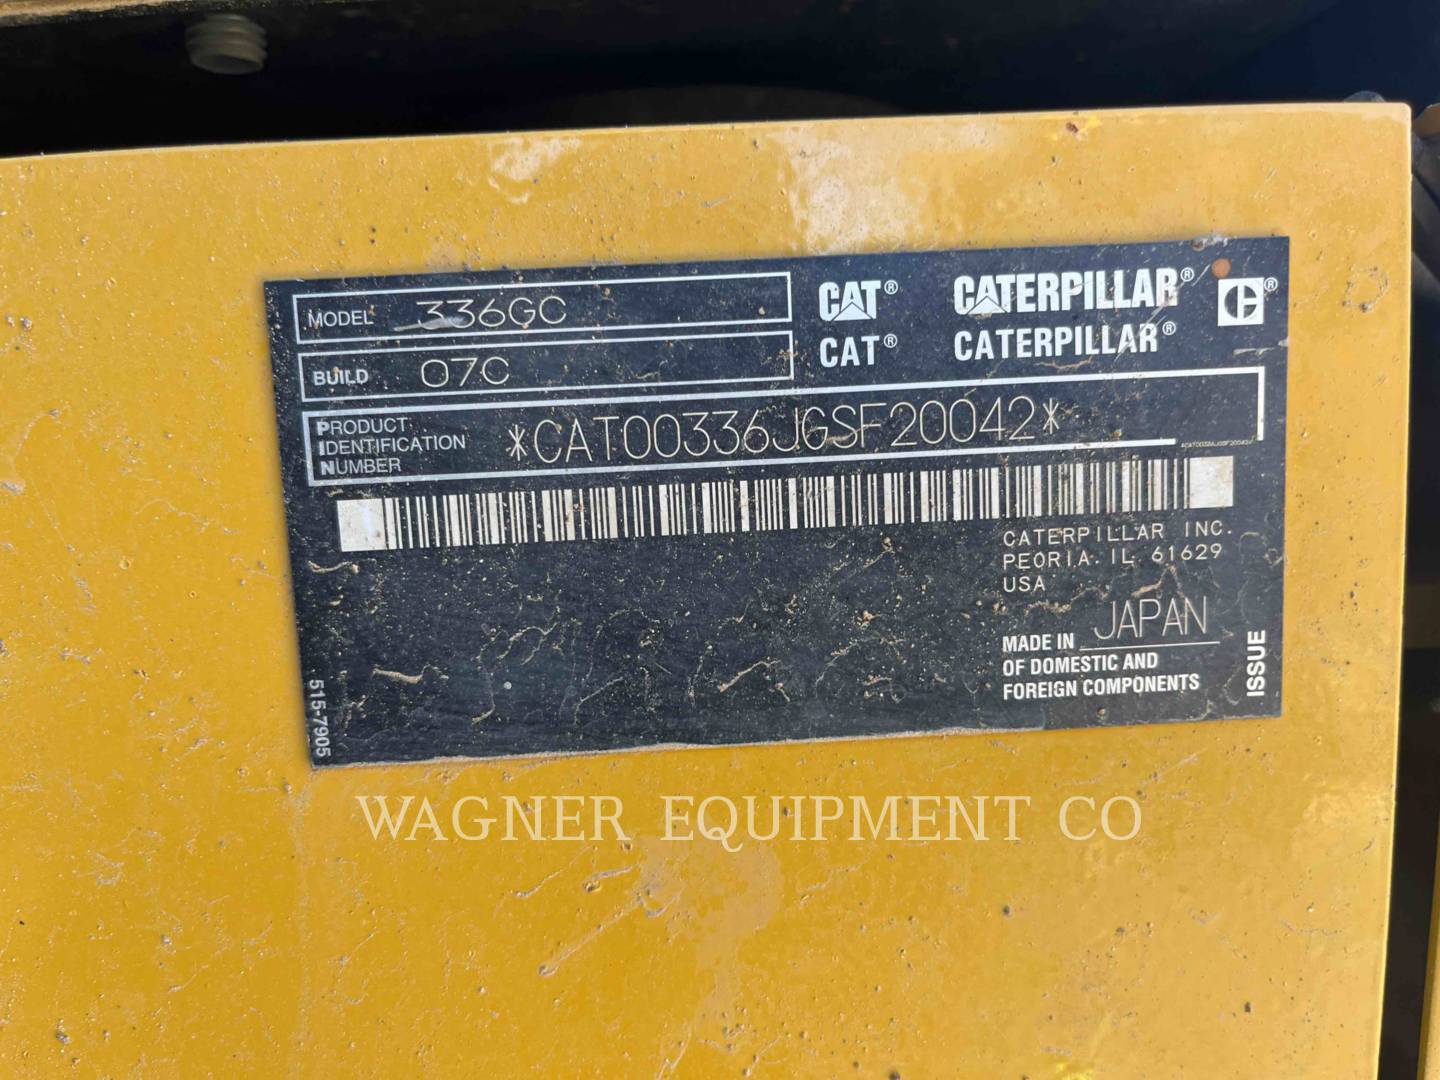 MODEL 336GC
BUILD 07C
CAT® CATERPILLAR® ®
CAT® CATERPILLAR®
PRODUCT
IDENTIFICATION
NUMBER
*CAT00336JGSF20042*
*CAT00336JGSF20042*
CATERPILLAR INC.
PEORIA. IL 61629
USA
MADE IN JAPAN
OF DOMESTIC AND
FOREIGN COMPONENTS
ISSUE
515-7905
WAGNER EQUIPMENT CO